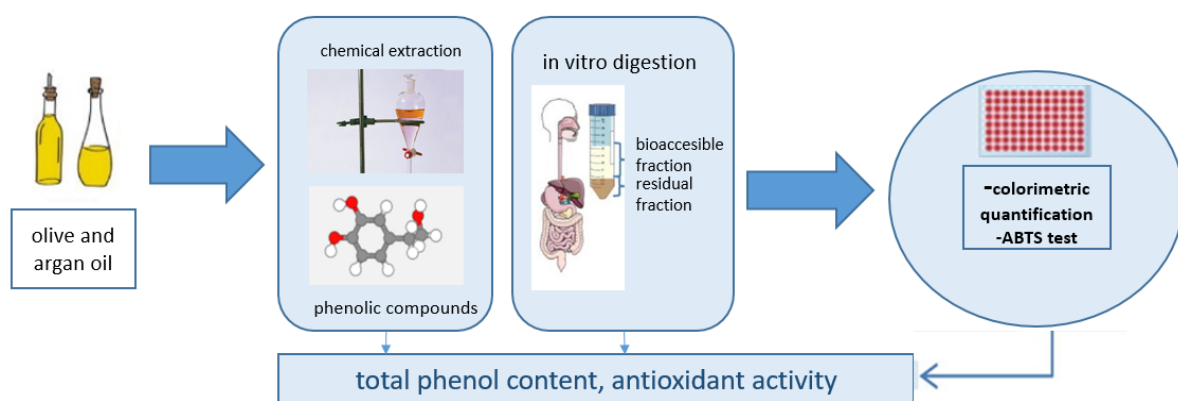 olive and
argan oil
chemical extraction
phenolic compounds
in vitro digestion
bioaccesible
fraction
residual
fraction
-colorimetric
quantification
-ABTS test
total phenol content, antioxidant activity